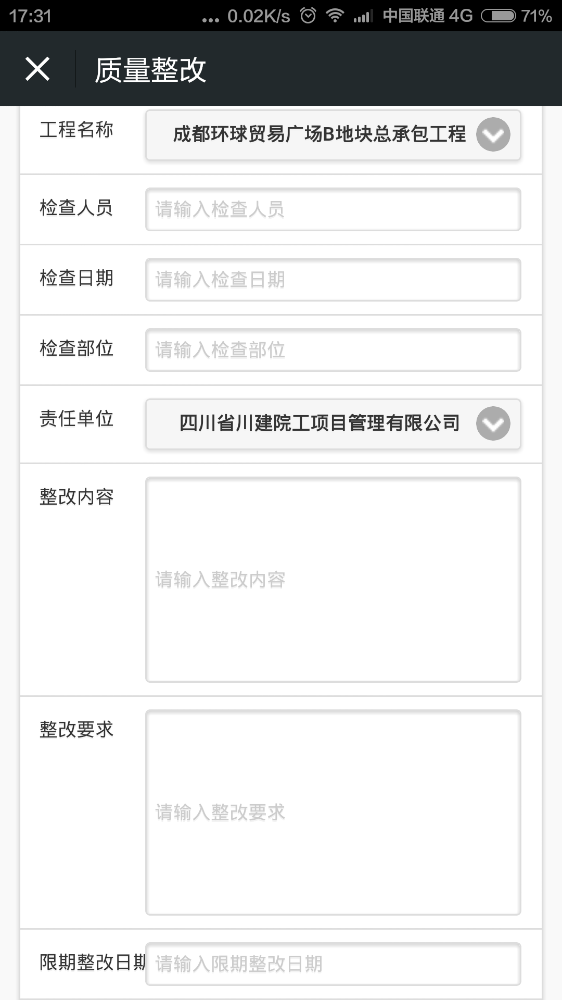 17:31 ... 0.02K/s 中国联通 4G 71%
质量整改
工程名称 成都环球贸易广场B地块总承包工程
检查人员 请输入检查人员
检查日期 请输入检查日期
检查部位 请输入检查部位
责任单位 四川省川建院工项目管理有限公司
整改内容
请输入整改内容
整改要求
请输入整改要求
限期整改日期 请输入限期整改日期